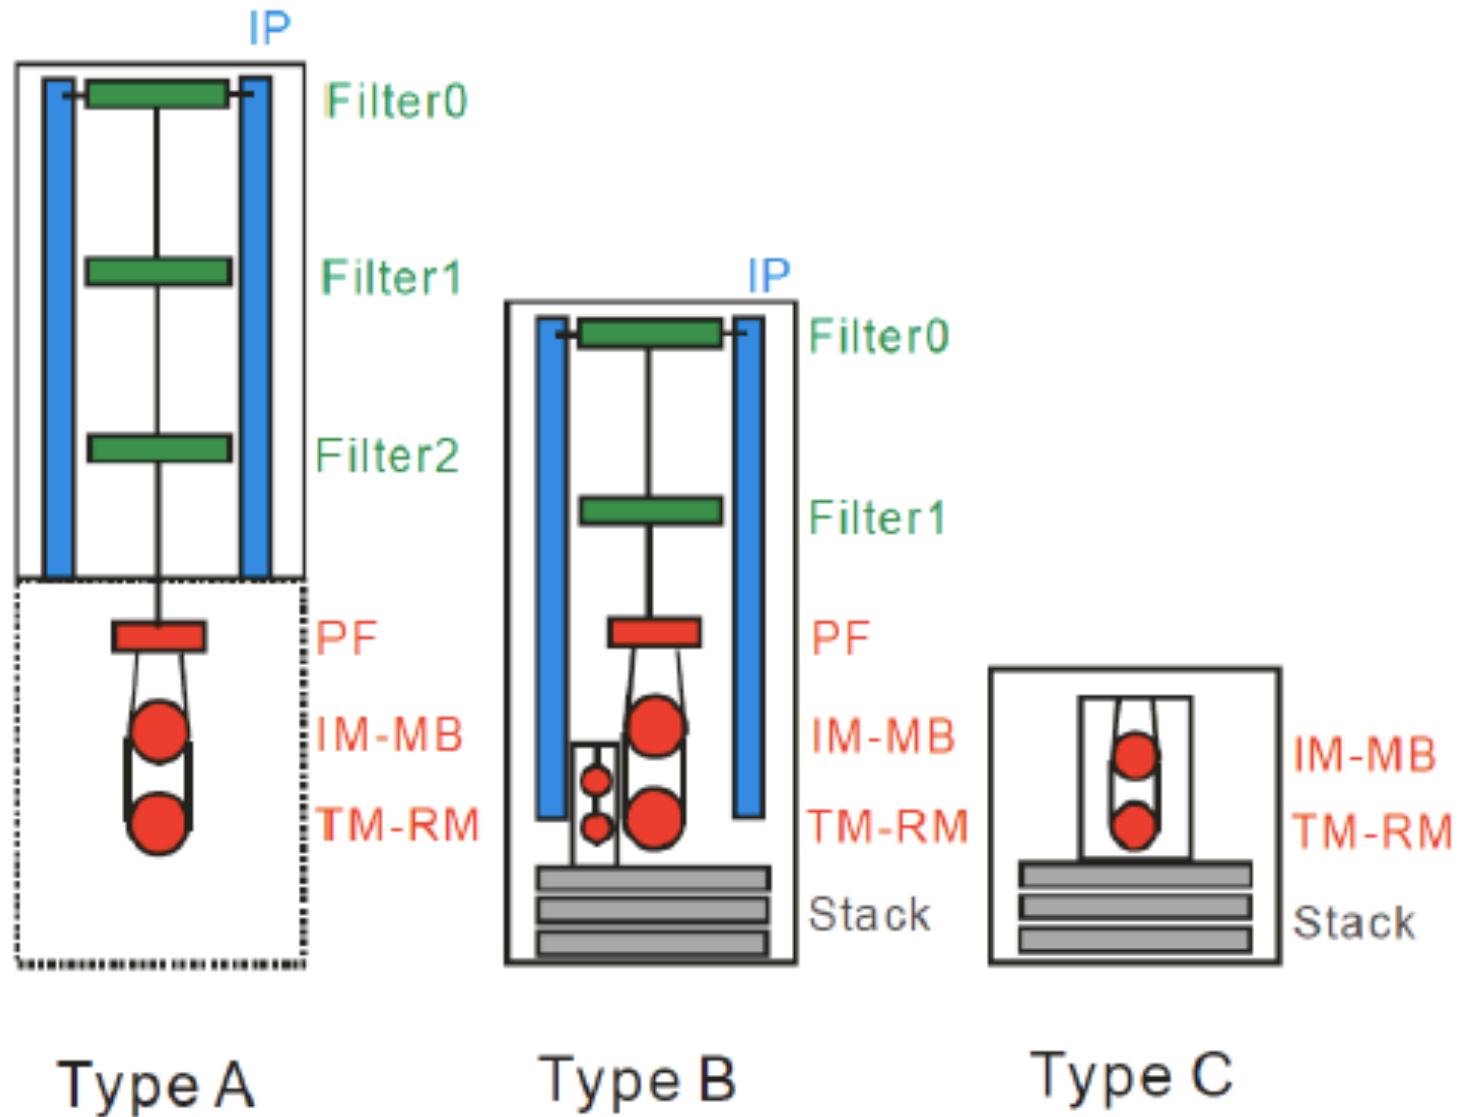 IP
Filter0
Filter1
Filter2
PF
IM-MB
TM-RM
Type A
IP
Filter0
Filter1
PF
IM-MB
TM-RM
Stack
Type B
IM-MB
TM-RM
Stack
Type C